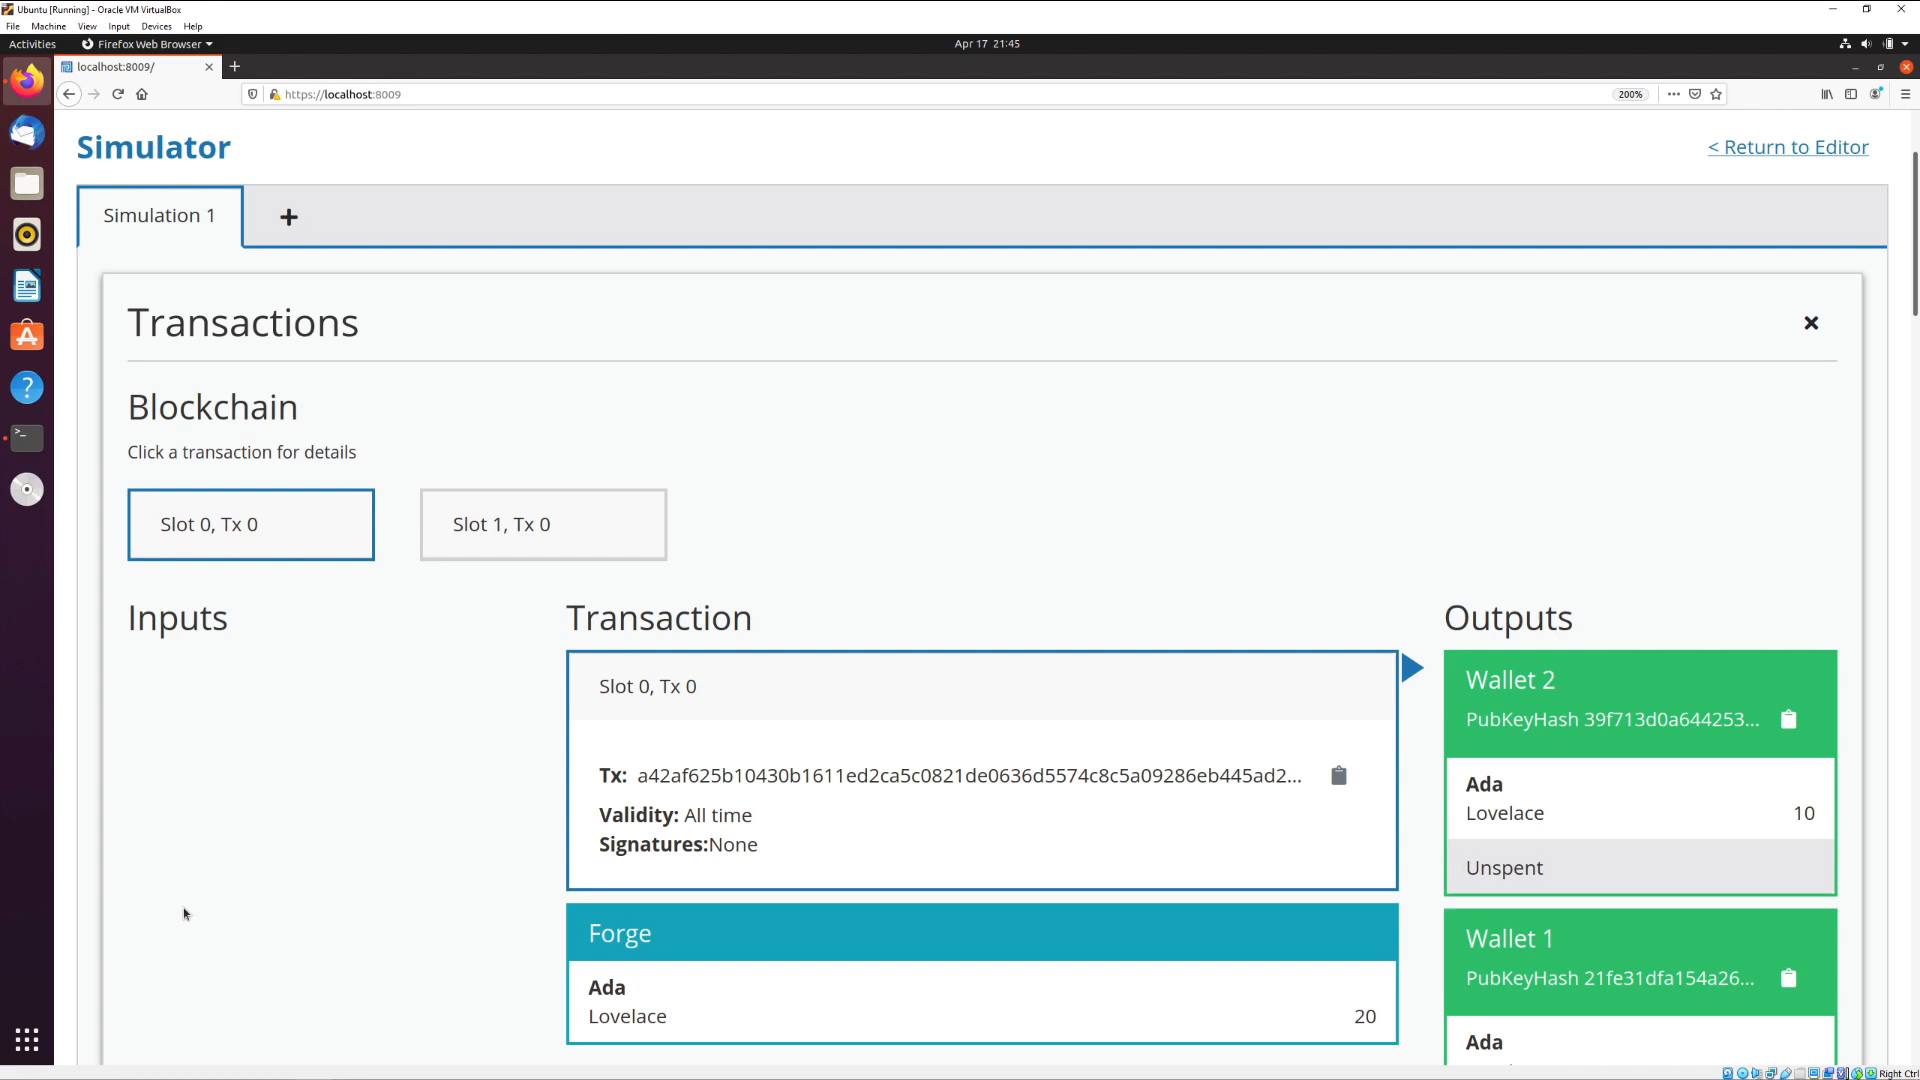 Ubuntu [Running] - Oracle VM VirtualBox
File Machine View Input Devices Help
Activities Firefox Web Browser Apr 17 21:45
localhost:8009/
https://localhost:8009 200%
Simulator
< Return to Editor
Simulation 1
Transactions
Blockchain
Click a transaction for details
Slot 0, Tx 0
Slot 1, Tx 0
Inputs
Transaction
Slot 0, Tx 0
Tx: a42af625b10430b1611ed2ca5c0821de0636d5574c8c5a09286eb445ad2...
Validity: All time
Signatures:None
Forge
Ada
Lovelace 20
Outputs
Wallet 2
PubKeyHash 39f713d0a644253...
Ada
Lovelace 10
Unspent
Wallet 1
PubKeyHash 21fe31dfa154a26...
Ada
Right Ctrl